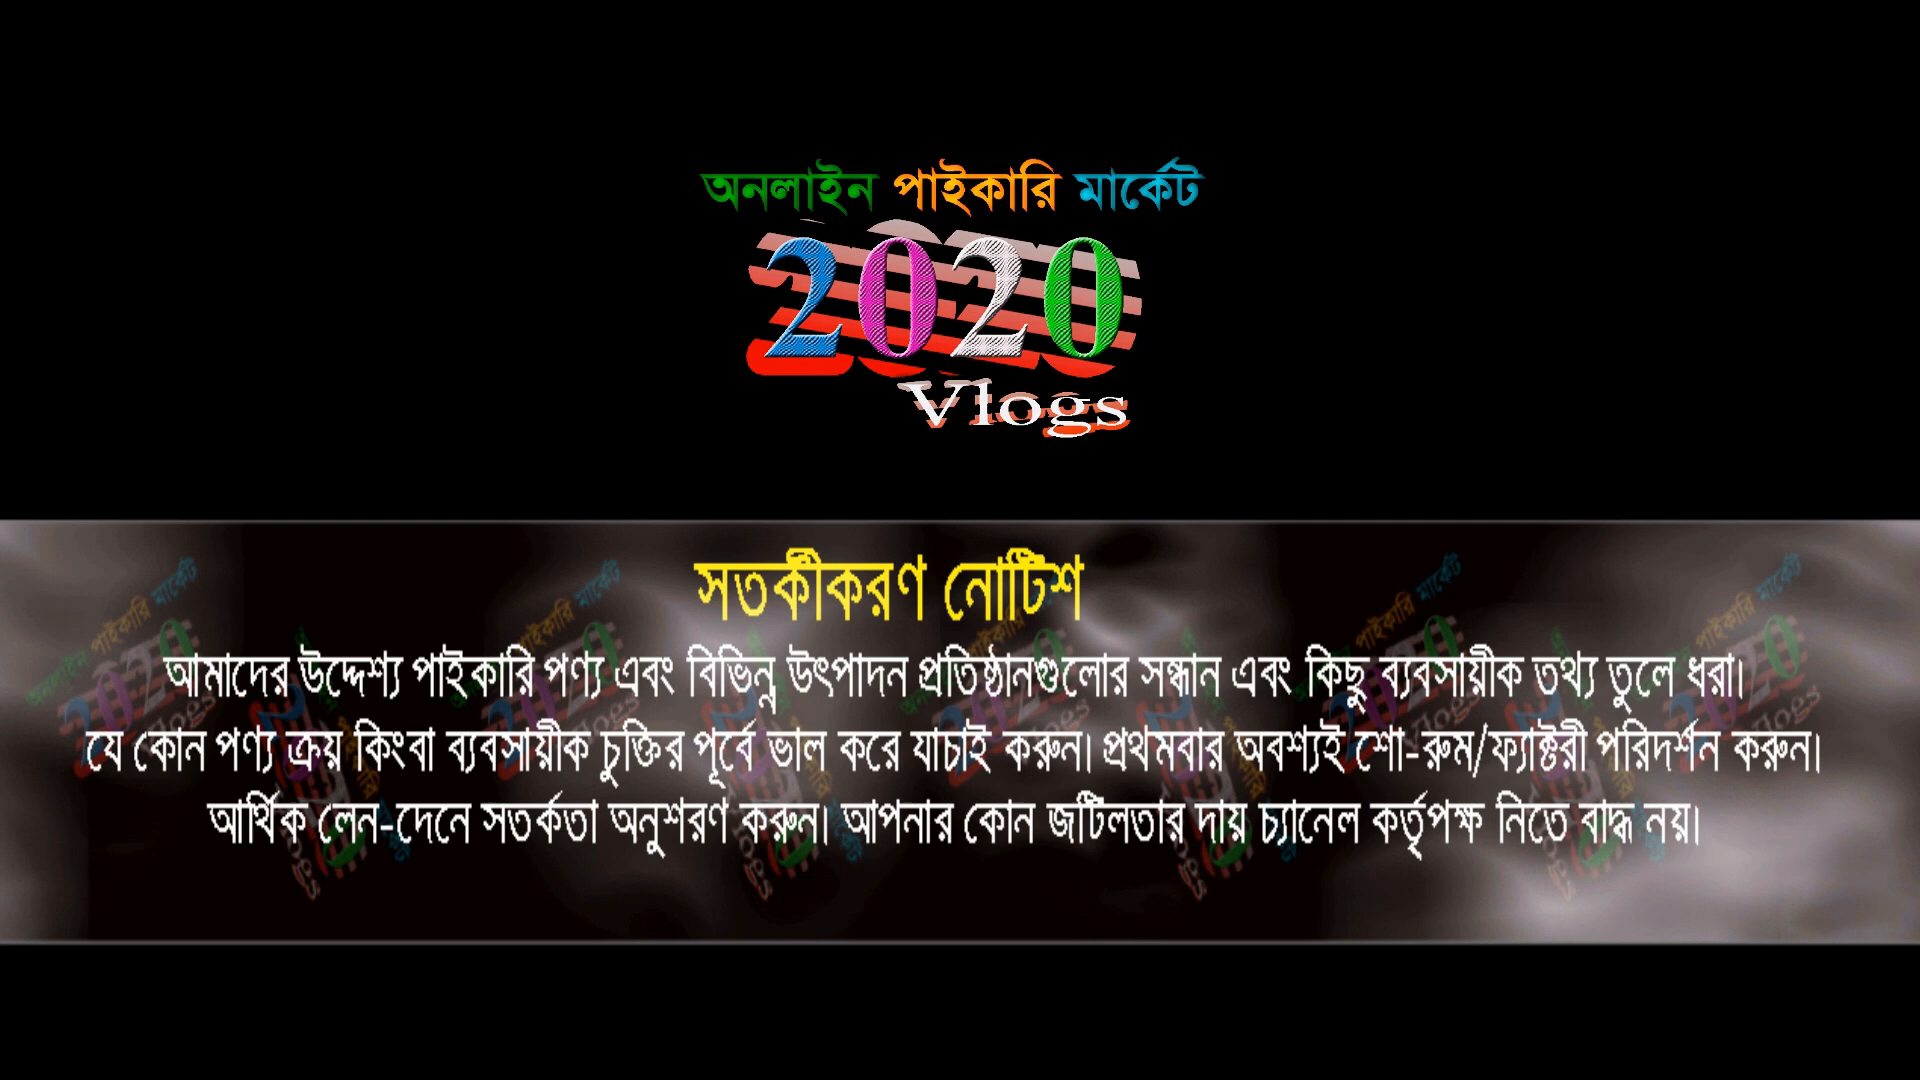 অনলাইন পাইকারি মার্কেট
2020
Vlogs
সতর্কীকরণ নোটিশ
আমাদের উদ্দেশ্য পাইকারি পণ্য এবং বিভিন্ন উৎপাদন প্রতিষ্ঠানগুলোর সন্ধান এবং কিছু ব্যবসায়ীক তথ্য তুলে ধরা।
যে কোন পণ্য ক্রয় কিংবা ব্যবসায়ীক চুক্তির পূর্বে ভাল করে যাচাই করুন। প্রথমবার অবশ্যই শো-রুম/ফ্যাক্টরী পরিদর্শন করুন।
আর্থিক লেন-দেনে সতর্কতা অনুশরণ করুন। আপনার কোন জটিলতার দায় চ্যানেল কর্তৃপক্ষ নিতে বাদ্ধ নয়।